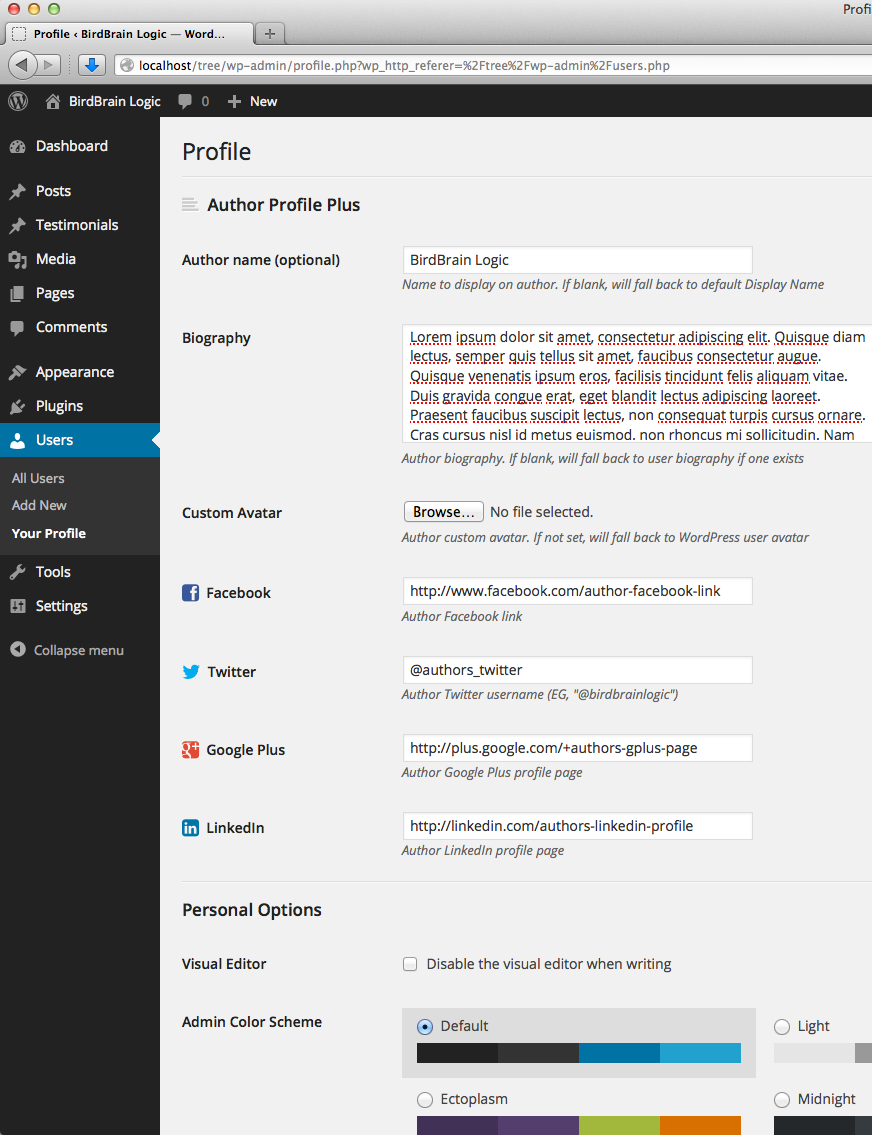 Profi
Profile ‹ BirdBrain Logic — Word…
localhost/tree/wp-admin/profile.php?wp_http_referer=%2Ftree%2Fwp-admin%2Fusers.php
BirdBrain Logic 0 New
Dashboard
Posts
Testimonials
Media
Pages
Comments
Appearance
Plugins
Users
All Users
Add New
Your Profile
Tools
Settings
Collapse menu
Profile
Author Profile Plus
Author name (optional) BirdBrain Logic
Name to display on author. If blank, will fall back to default Display Name
Biography Lorem ipsum dolor sit amet, consectetur adipiscing elit. Quisque diam
lectus, semper quis tellus sit amet, faucibus consectetur augue.
Quisque venenatis ipsum eros, facilisis tincidunt felis aliquam vitae.
Duis gravida congue erat, eget blandit lectus adipiscing laoreet.
Praesent faucibus suscipit lectus, non consequat turpis cursus ornare.
Cras cursus nisl id metus euismod, non rhoncus mi sollicitudin. Nam
Author biography. If blank, will fall back to user biography if one exists
Custom Avatar Browse… No file selected.
Author custom avatar. If not set, will fall back to WordPress user avatar
Facebook http://www.facebook.com/author-facebook-link
Author Facebook link
Twitter @authors_twitter
Author Twitter username (EG, "@birdbrainlogic")
Google Plus http://plus.google.com/+authors-gplus-page
Author Google Plus profile page
LinkedIn http://linkedin.com/authors-linkedin-profile
Author LinkedIn profile page
Personal Options
Visual Editor Disable the visual editor when writing
Admin Color Scheme Default Light
Ectoplasm Midnight